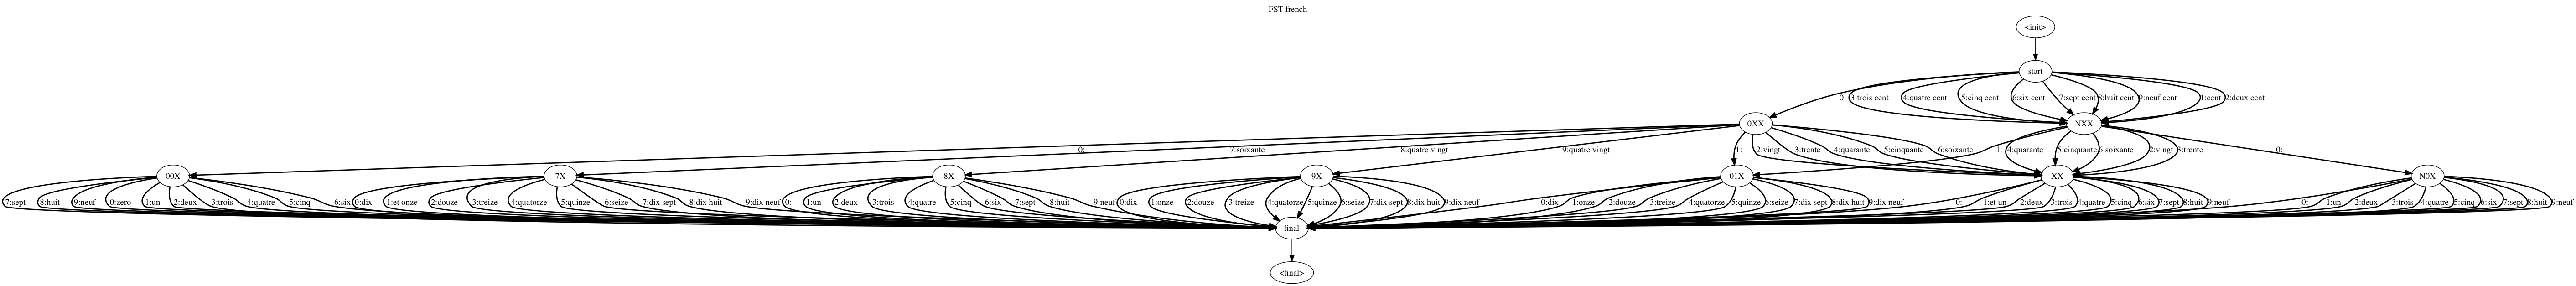 FST french
<init>
start
0: 3:trois cent 4:quatre cent 5:cinq cent 6:six cent 7:sept cent 8:huit cent 9:neuf cent 1:cent 2:deux cent
0XX NXX
0: 7:soixante 8:quatre vingt 9:quatre vingt 1: 2:vingt 3:trente 4:quarante 5:cinquante 6:soixante 1: 4:quarante 5:cinquante 6:soixante 2:vingt 3:trente 0:
00X 7X 8X 9X 01X XX N0X
7:sept 8:huit 9:neuf 0:zero 1:un 2:deux 3:trois 4:quatre 5:cinq 6:six 0:dix 1:et onze 2:douze 3:treize 4:quatorze 5:quinze 6:seize 7:dix sept 8:dix huit 9:dix neuf 0: 1:un 2:deux 3:trois 4:quatre 5:cinq 6:six 7:sept 8:huit 9:neuf 0:dix 1:onze 2:douze 3:treize 4:quatorze 5:quinze 6:seize 7:dix sept 8:dix huit 9:dix neuf 0:dix 1:onze 2:douze 3:treize 4:quatorze 5:quinze 6:seize 7:dix sept 8:dix huit 9:dix neuf 0: 1:et un 2:deux 3:trois 4:quatre 5:cinq 6:six 7:sept 8:huit 9:neuf 0: 1:un 2:deux 3:trois 4:quatre 5:cinq 6:six 7:sept 8:huit 9:neuf
final
<final>